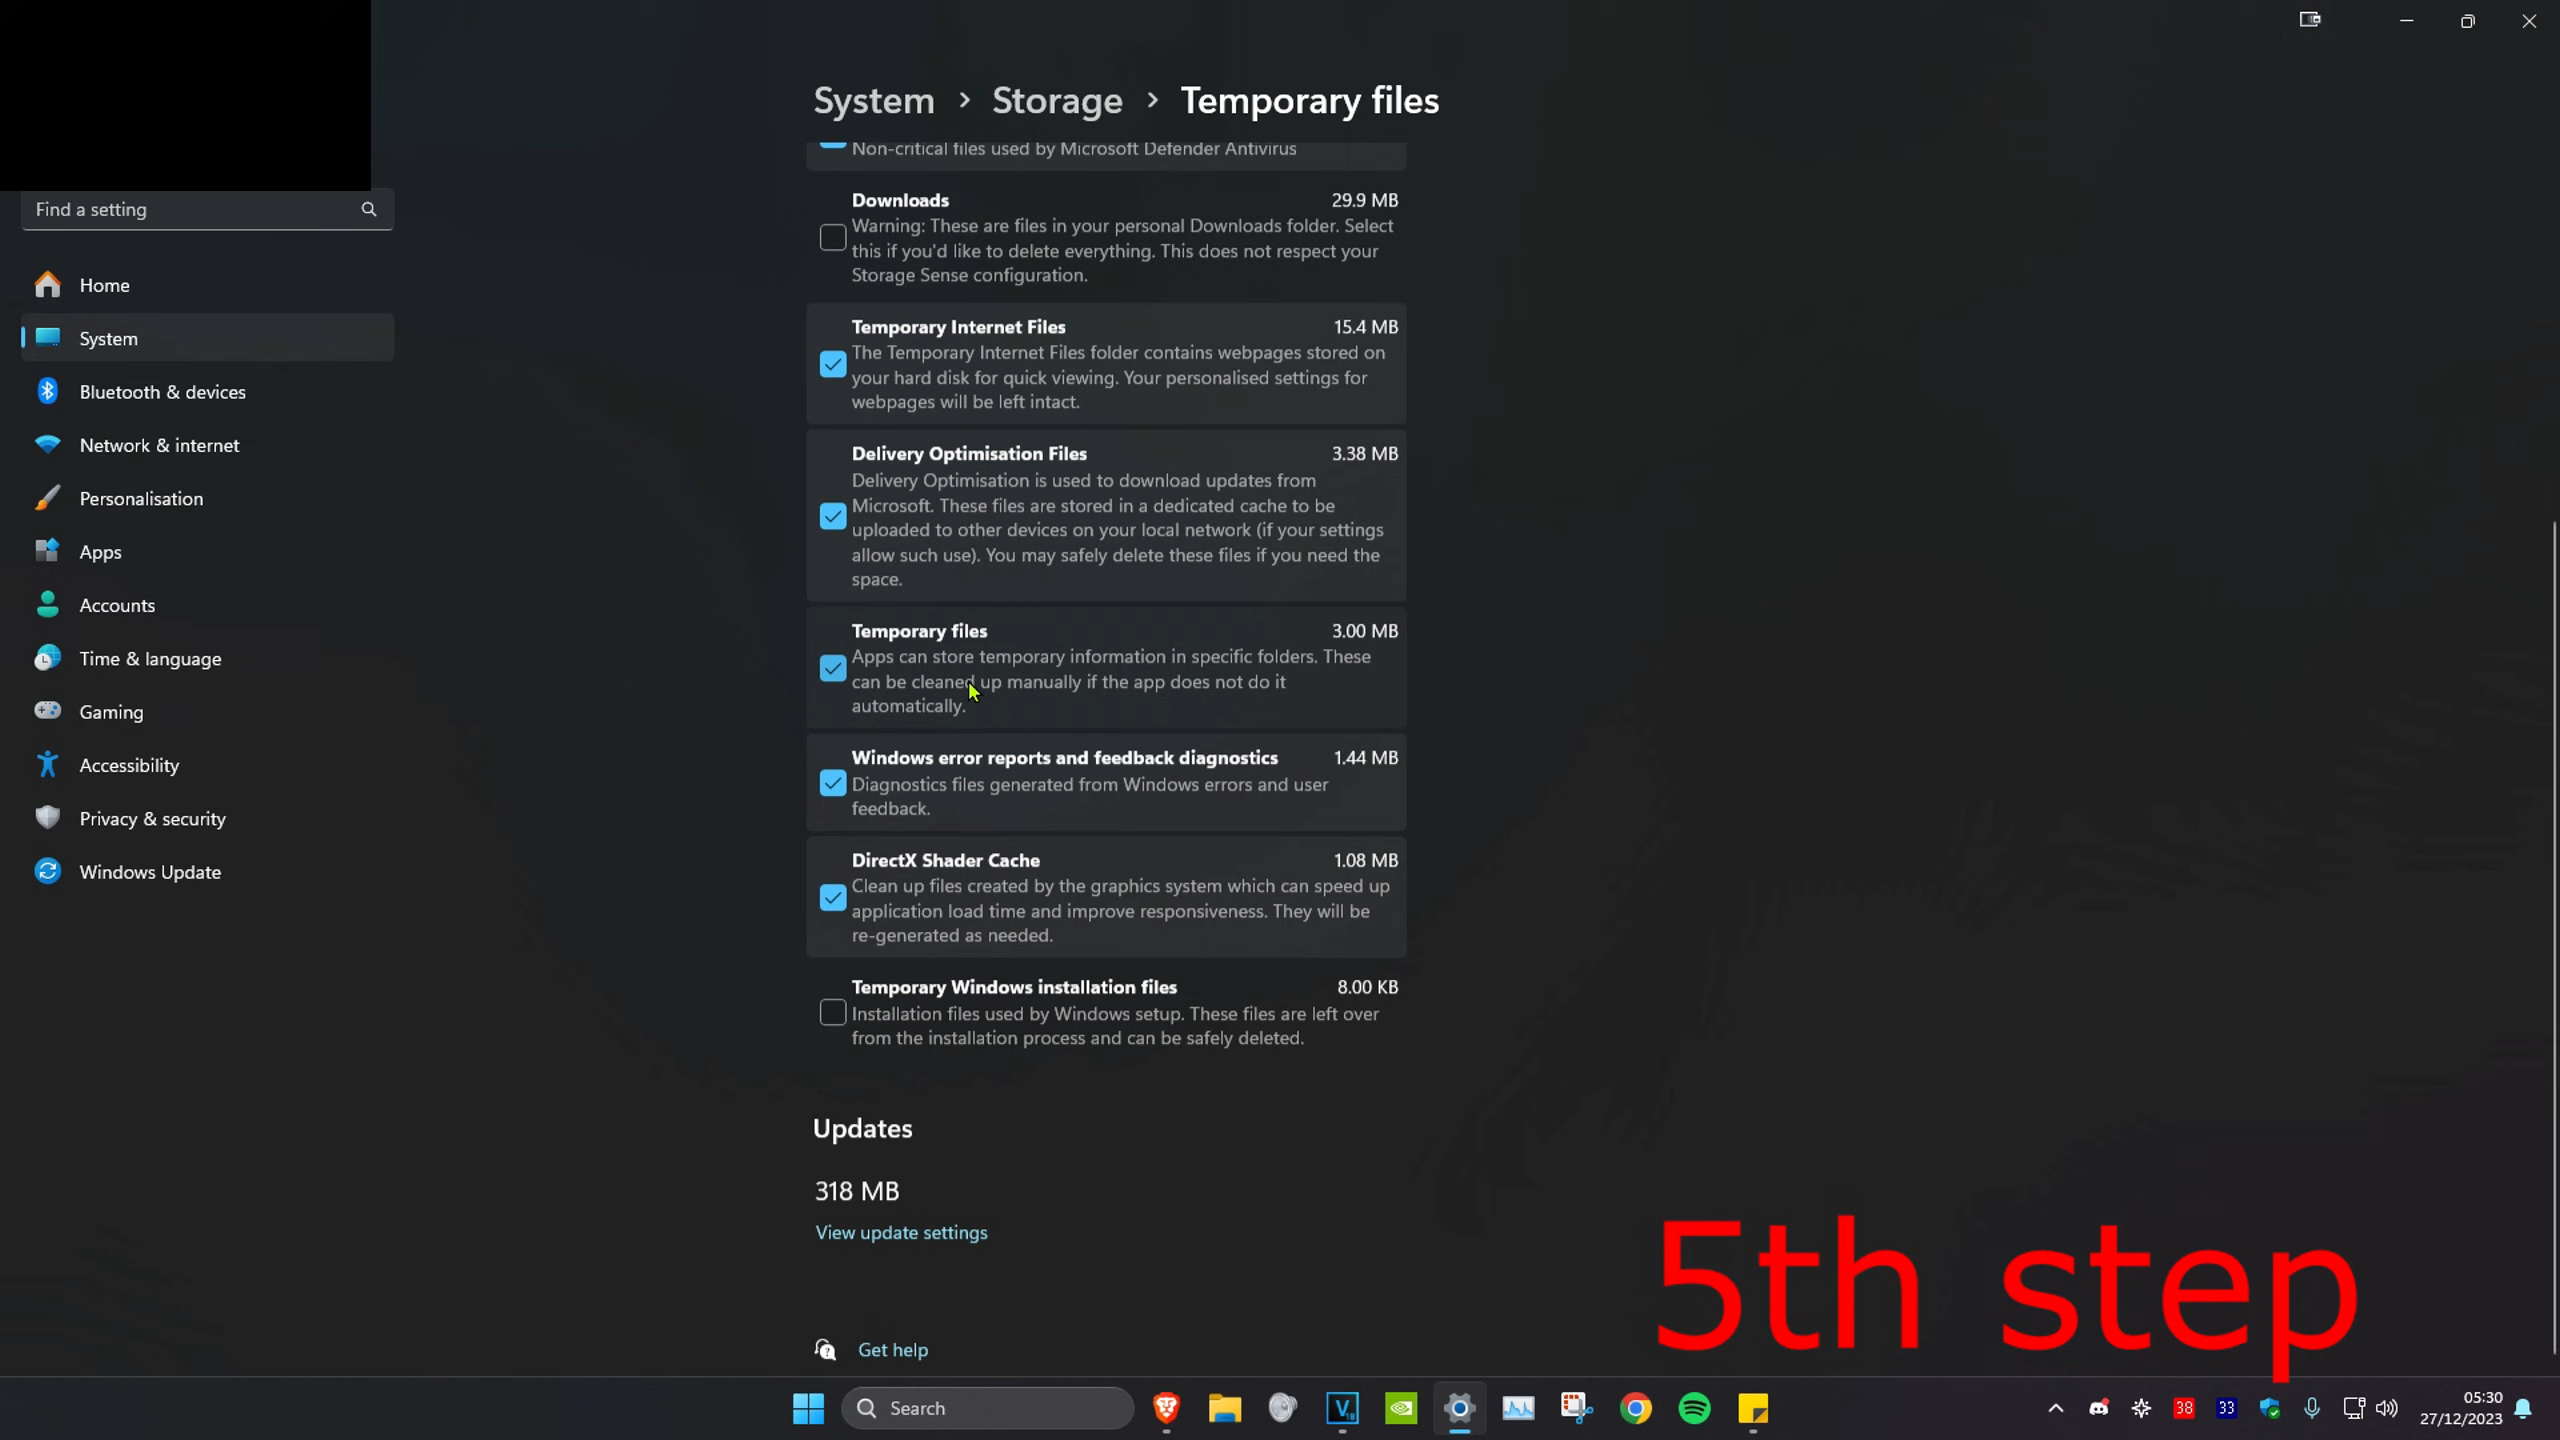 System > Storage > Temporary files
Non-critical files used by Microsoft Defender Antivirus
Find a setting
Home
System
Bluetooth & devices
Network & internet
Personalisation
Apps
Accounts
Time & language
Gaming
Accessibility
Privacy & security
Windows Update
Downloads 29.9 MB
Warning: These are files in your personal Downloads folder. Select
this if you'd like to delete everything. This does not respect your
Storage Sense configuration.
Temporary Internet Files 15.4 MB
The Temporary Internet Files folder contains webpages stored on
your hard disk for quick viewing. Your personalised settings for
webpages will be left intact.
Delivery Optimisation Files 3.38 MB
Delivery Optimisation is used to download updates from
Microsoft. These files are stored in a dedicated cache to be
uploaded to other devices on your local network (if your settings
allow such use). You may safely delete these files if you need the
space.
Temporary files 3.00 MB
Apps can store temporary information in specific folders. These
can be cleaned up manually if the app does not do it
automatically.
Windows error reports and feedback diagnostics 1.44 MB
Diagnostics files generated from Windows errors and user
feedback.
DirectX Shader Cache 1.08 MB
Clean up files created by the graphics system which can speed up
application load time and improve responsiveness. They will be
re-generated as needed.
Temporary Windows installation files 8.00 KB
Installation files used by Windows setup. These files are left over
from the installation process and can be safely deleted.
Updates
318 MB
View update settings
Get help
5th step
Search
38
33
05:30
27/12/2023